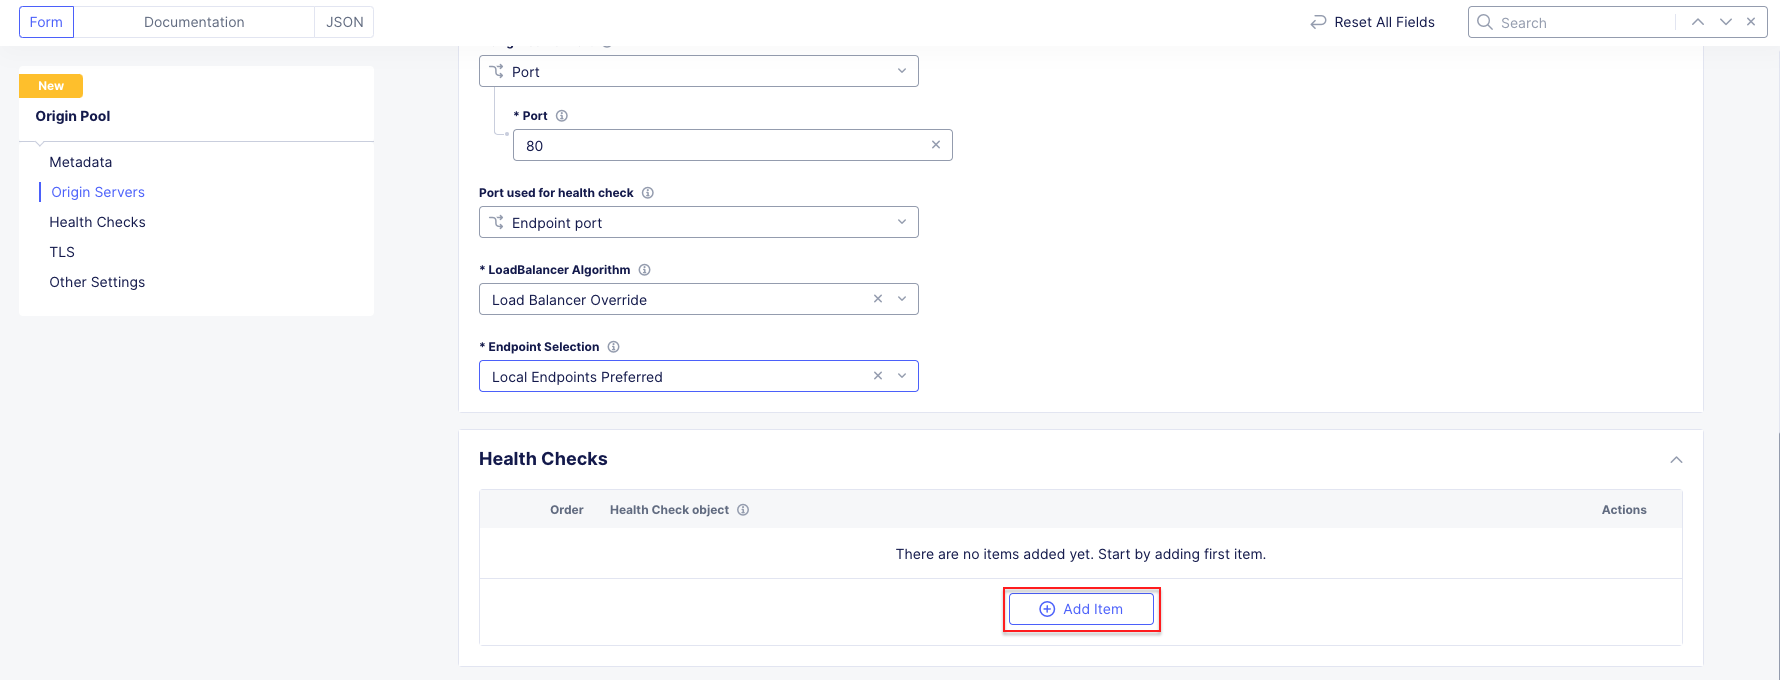 Form
Documentation
JSON
Reset All Fields
Search
New
Origin Pool
Metadata
Origin Servers
Health Checks
TLS
Other Settings
Port
* Port
80
Port used for health check
Endpoint port
* LoadBalancer Algorithm
Load Balancer Override
* Endpoint Selection
Local Endpoints Preferred
Health Checks
Order Health Check object Actions
There are no items added yet. Start by adding first item.
Add Item